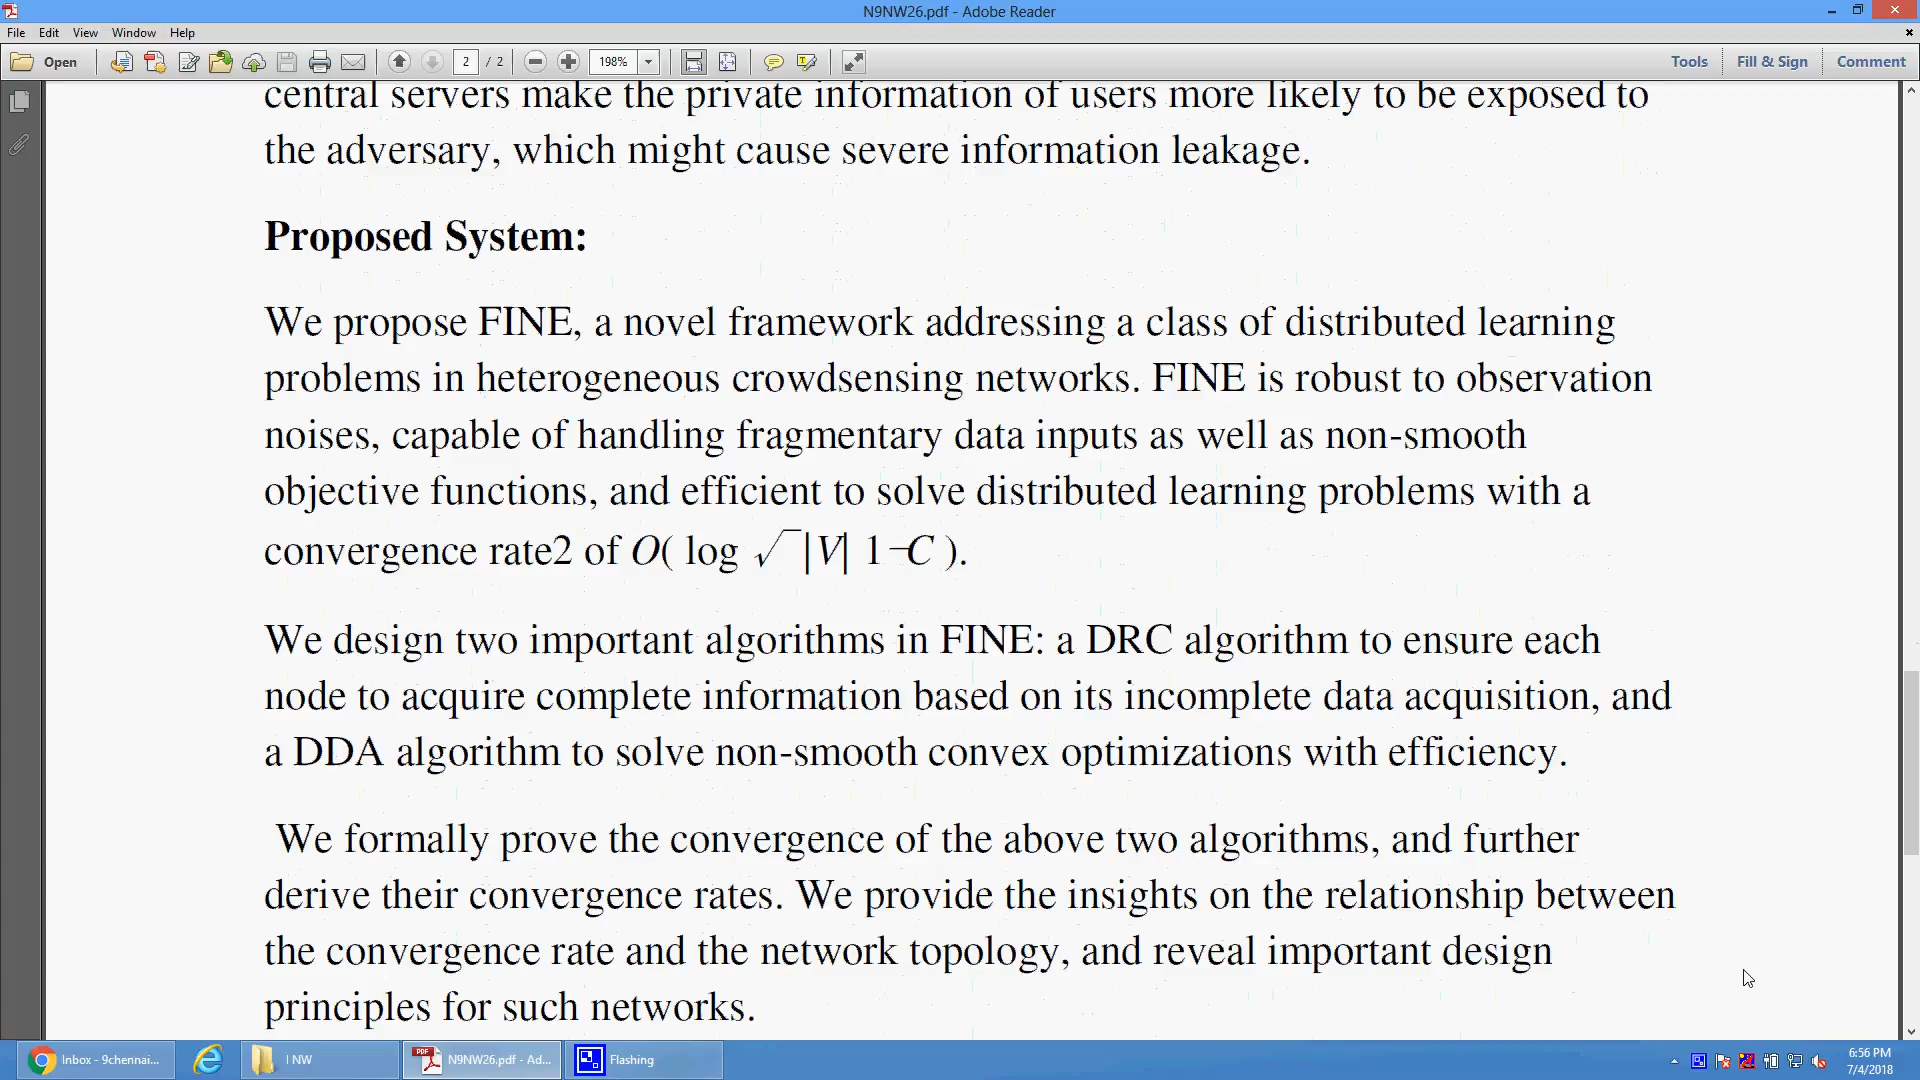 N9NW26.pdf - Adobe Reader
File Edit View Window Help
Open 2 / 2 198% Tools Fill & Sign Comment
central servers make the private information of users more likely to be exposed to
the adversary, which might cause severe information leakage.
Proposed System:
We propose FINE, a novel framework addressing a class of distributed learning
problems in heterogeneous crowdsensing networks. FINE is robust to observation
noises, capable of handling fragmentary data inputs as well as non-smooth
objective functions, and efficient to solve distributed learning problems with a
convergence rate2 of O( log √|V| 1−C ).
We design two important algorithms in FINE: a DRC algorithm to ensure each
node to acquire complete information based on its incomplete data acquisition, and
a DDA algorithm to solve non-smooth convex optimizations with efficiency.
We formally prove the convergence of the above two algorithms, and further
derive their convergence rates. We provide the insights on the relationship between
the convergence rate and the network topology, and reveal important design
principles for such networks.
Inbox - 9chennai... I NW N9NW26.pdf - Ad... Flashing 6:56 PM
7/4/2018